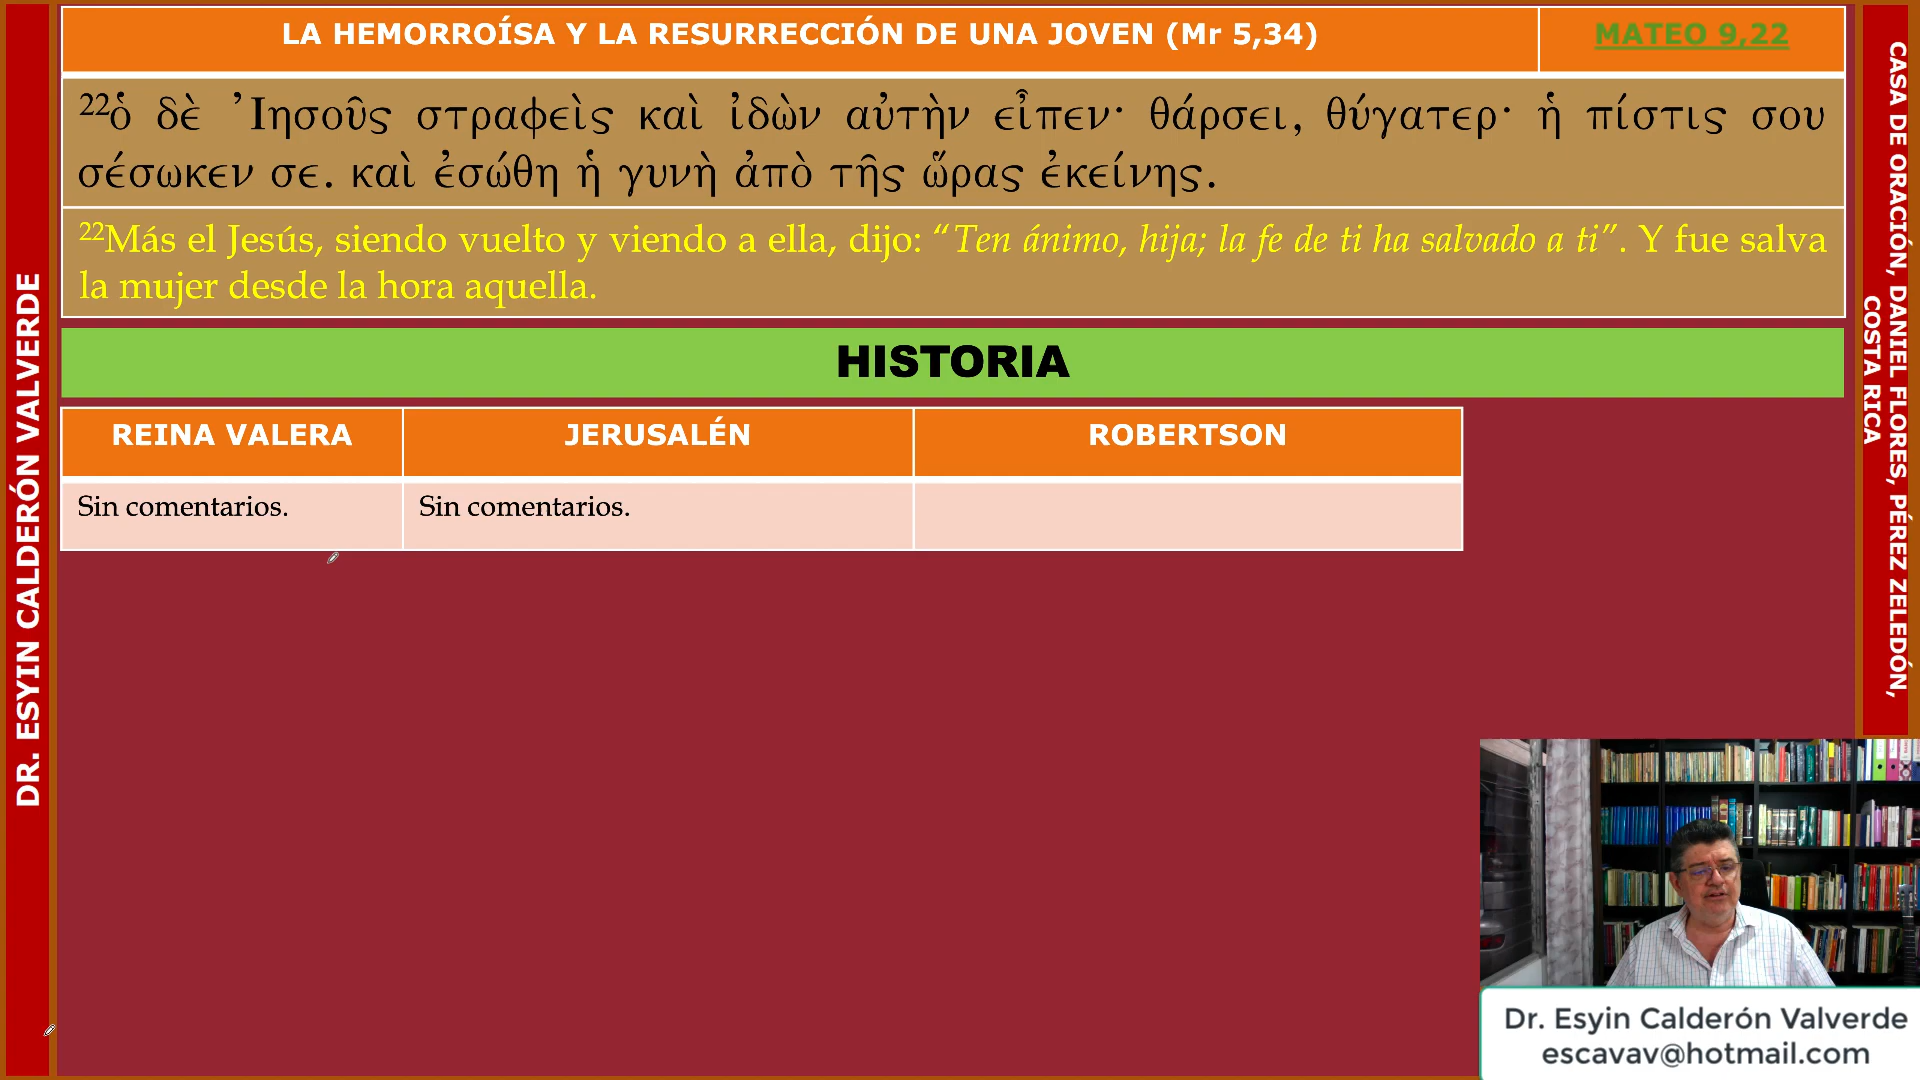 LA HEMORROÍSA Y LA RESURRECCIÓN DE UNA JOVEN (Mr 5,34)
MATEO 9,22
22ὁ δὲ Ἰησοῦς στραφεὶς καὶ ἰδὼν αὐτὴν εἶπεν· θάρσει, θύγατερ· ἡ πίστις σου
σέσωκεν σε. καὶ ἐσώθη ἡ γυνὴ ἀπὸ τῆς ὥρας ἐκείνης.
22Más el Jesús, siendo vuelto y viendo a ella, dijo: “Ten ánimo, hija; la fe de ti ha salvado a ti”. Y fue salva
la mujer desde la hora aquella.
HISTORIA
REINA VALERA
JERUSALÉN
ROBERTSON
Sin comentarios.
Sin comentarios.
DR. ESYIN CALDERÓN VALVERDE
CASA DE ORACIÓN, DANIEL FLORES, PÉREZ ZELEDÓN,
COSTA RICA
Dr. Esyin Calderón Valverde
escavav@hotmail.com